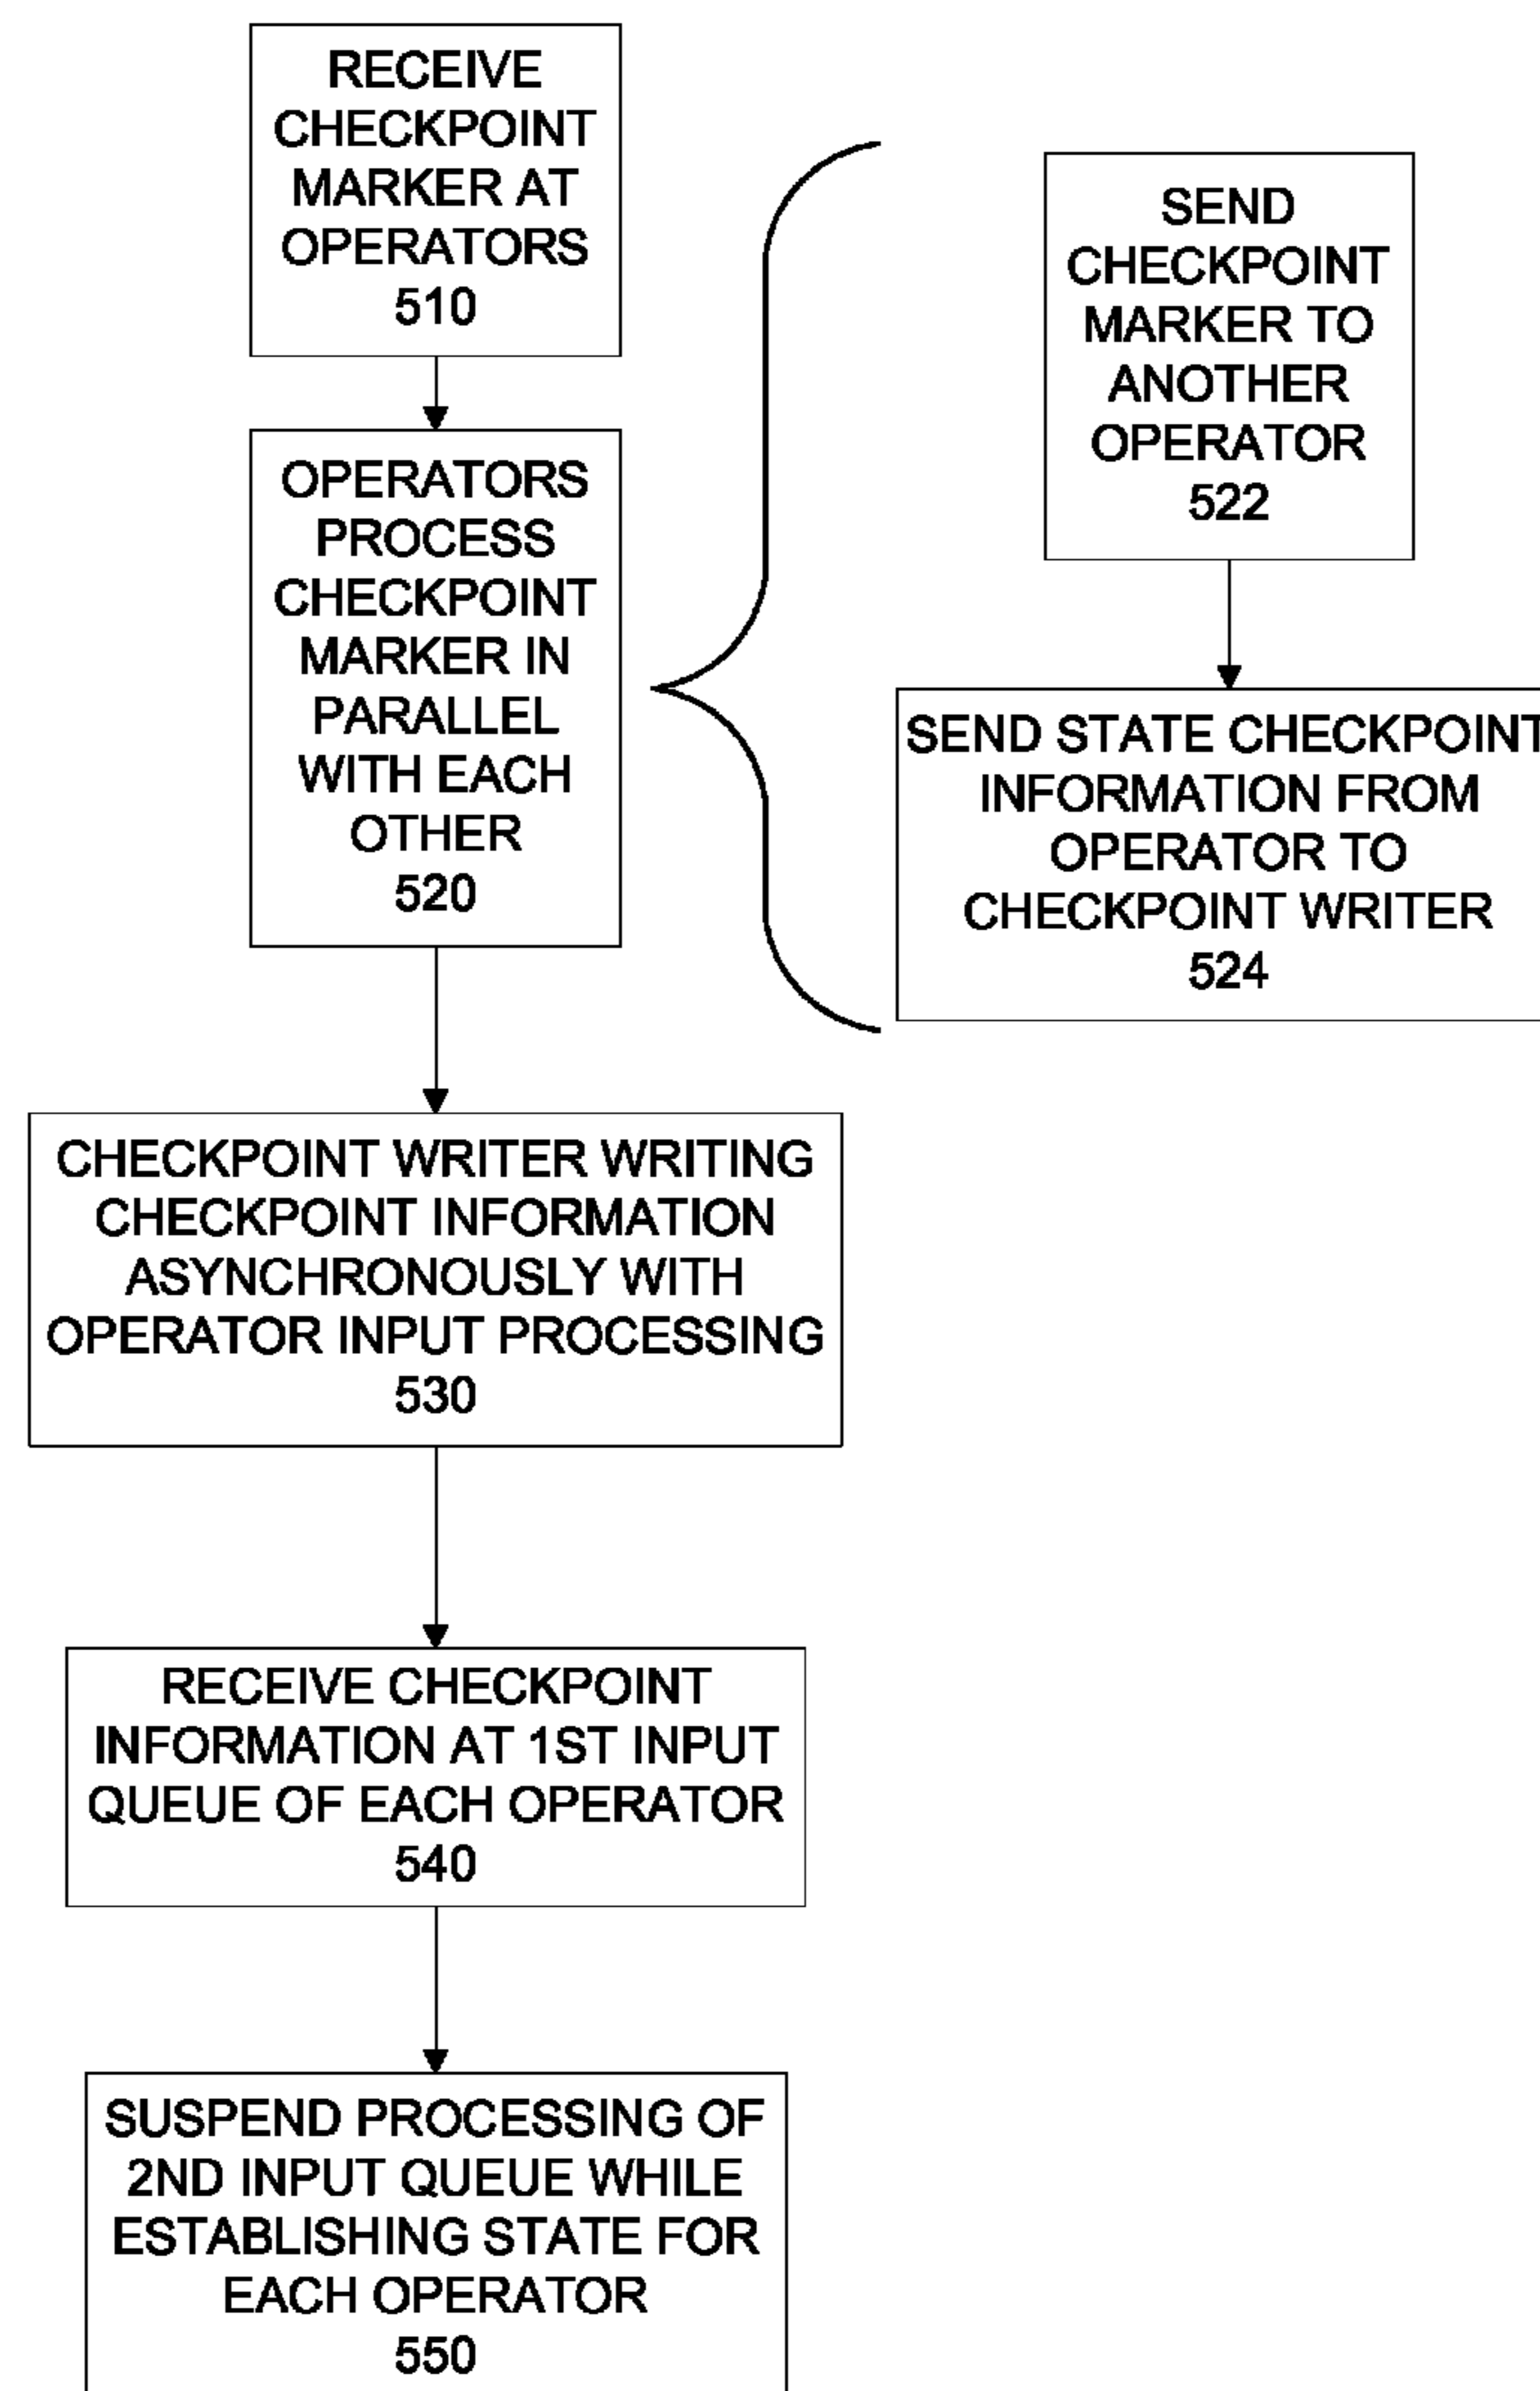 RECEIVE
CHECKPOINT
MARKER AT
OPERATORS
510
OPERATORS
PROCESS
CHECKPOINT
MARKER IN
PARALLEL
WITH EACH
OTHER
520
SEND
CHECKPOINT
MARKER TO
ANOTHER
OPERATOR
522
SEND STATE CHECKPOINT
INFORMATION FROM
OPERATOR TO
CHECKPOINT WRITER
524
CHECKPOINT WRITER WRITING
CHECKPOINT INFORMATION
ASYNCHRONOUSLY WITH
OPERATOR INPUT PROCESSING
530
RECEIVE CHECKPOINT
INFORMATION AT 1ST INPUT
QUEUE OF EACH OPERATOR
540
SUSPEND PROCESSING OF
2ND INPUT QUEUE WHILE
ESTABLISHING STATE FOR
EACH OPERATOR
550